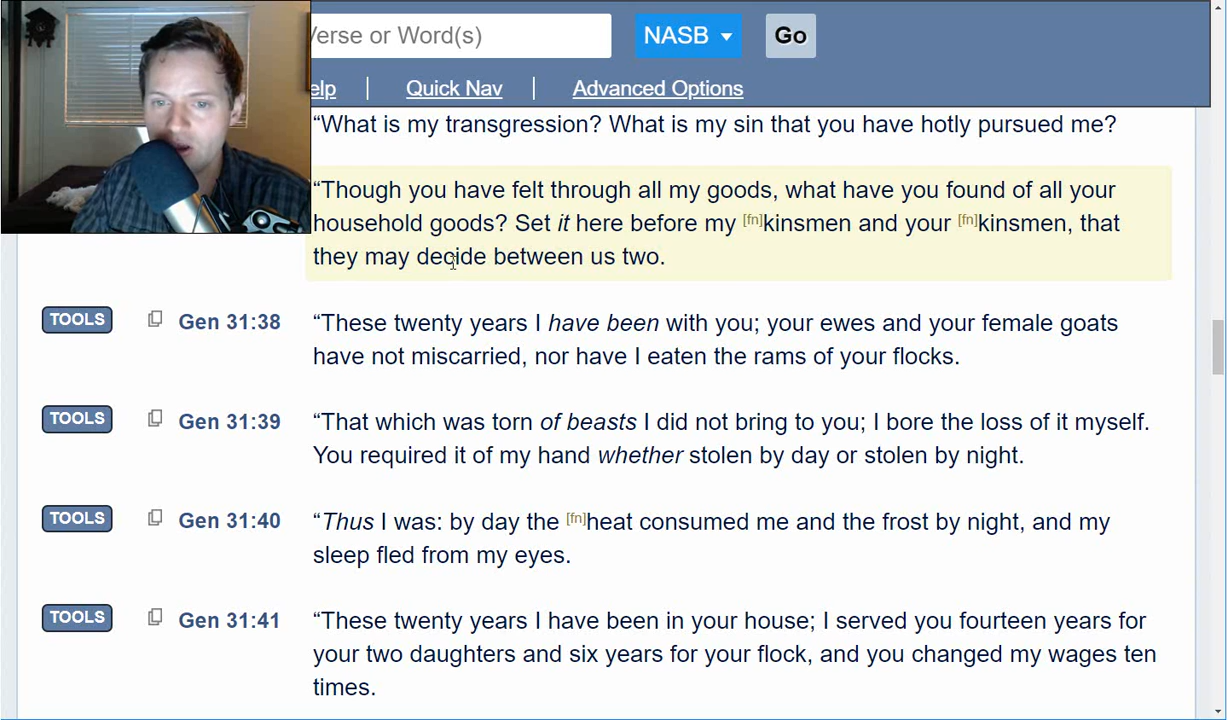 Verse or Word(s) NASB Go
elp | Quick Nav | Advanced Options
“What is my transgression? What is my sin that you have hotly pursued me?
“Though you have felt through all my goods, what have you found of all your
household goods? Set it here before my [fn]kinsmen and your [fn]kinsmen, that
they may decide between us two.
TOOLS Gen 31:38 “These twenty years I have been with you; your ewes and your female goats
have not miscarried, nor have I eaten the rams of your flocks.
TOOLS Gen 31:39 “That which was torn of beasts I did not bring to you; I bore the loss of it myself.
You required it of my hand whether stolen by day or stolen by night.
TOOLS Gen 31:40 “Thus I was: by day the [fn]heat consumed me and the frost by night, and my
sleep fled from my eyes.
TOOLS Gen 31:41 “These twenty years I have been in your house; I served you fourteen years for
your two daughters and six years for your flock, and you changed my wages ten
times.